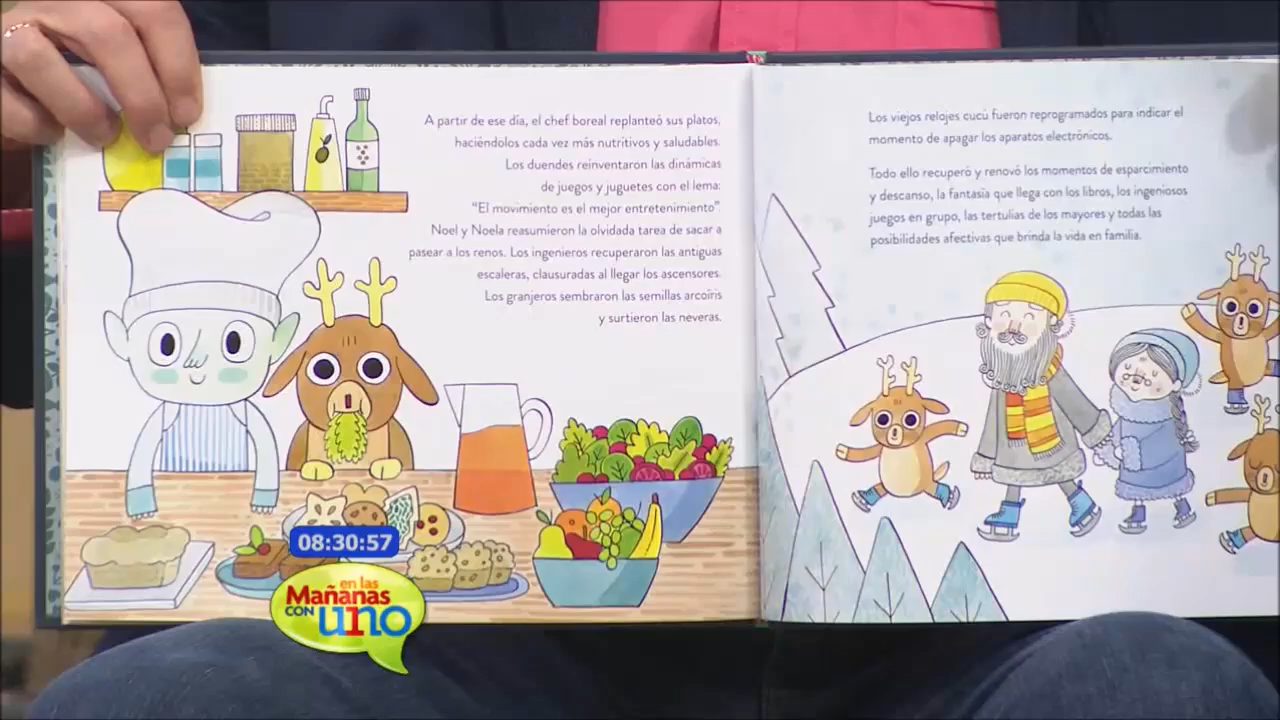 A partir de ese día, el chef boreal replanteó sus platos,
haciéndolos cada vez más nutritivos y saludables.
Los duendes reinventaron las dinámicas
de juegos y juguetes con el lema:
“El movimiento es el mejor entretenimiento”.
Noel y Noela reasumieron la olvidada tarea de sacar a
pasear a los renos. Los ingenieros recuperaron las antiguas
escaleras, clausuradas al llegar los ascensores.
Los granjeros sembraron las semillas arcoíris
y surtieron las neveras.
Los viejos relojes cucú fueron reprogramados para indicar el
momento de apagar los aparatos electrónicos.
Todo ello recuperó y renovó los momentos de esparcimiento
y descanso, la fantasía que llega con los libros, los ingeniosos
juegos en grupo, las tertulias de los mayores y todas las
posibilidades afectivas que brinda la vida en familia.
08:30:57
en las
Mañanas
CON uno